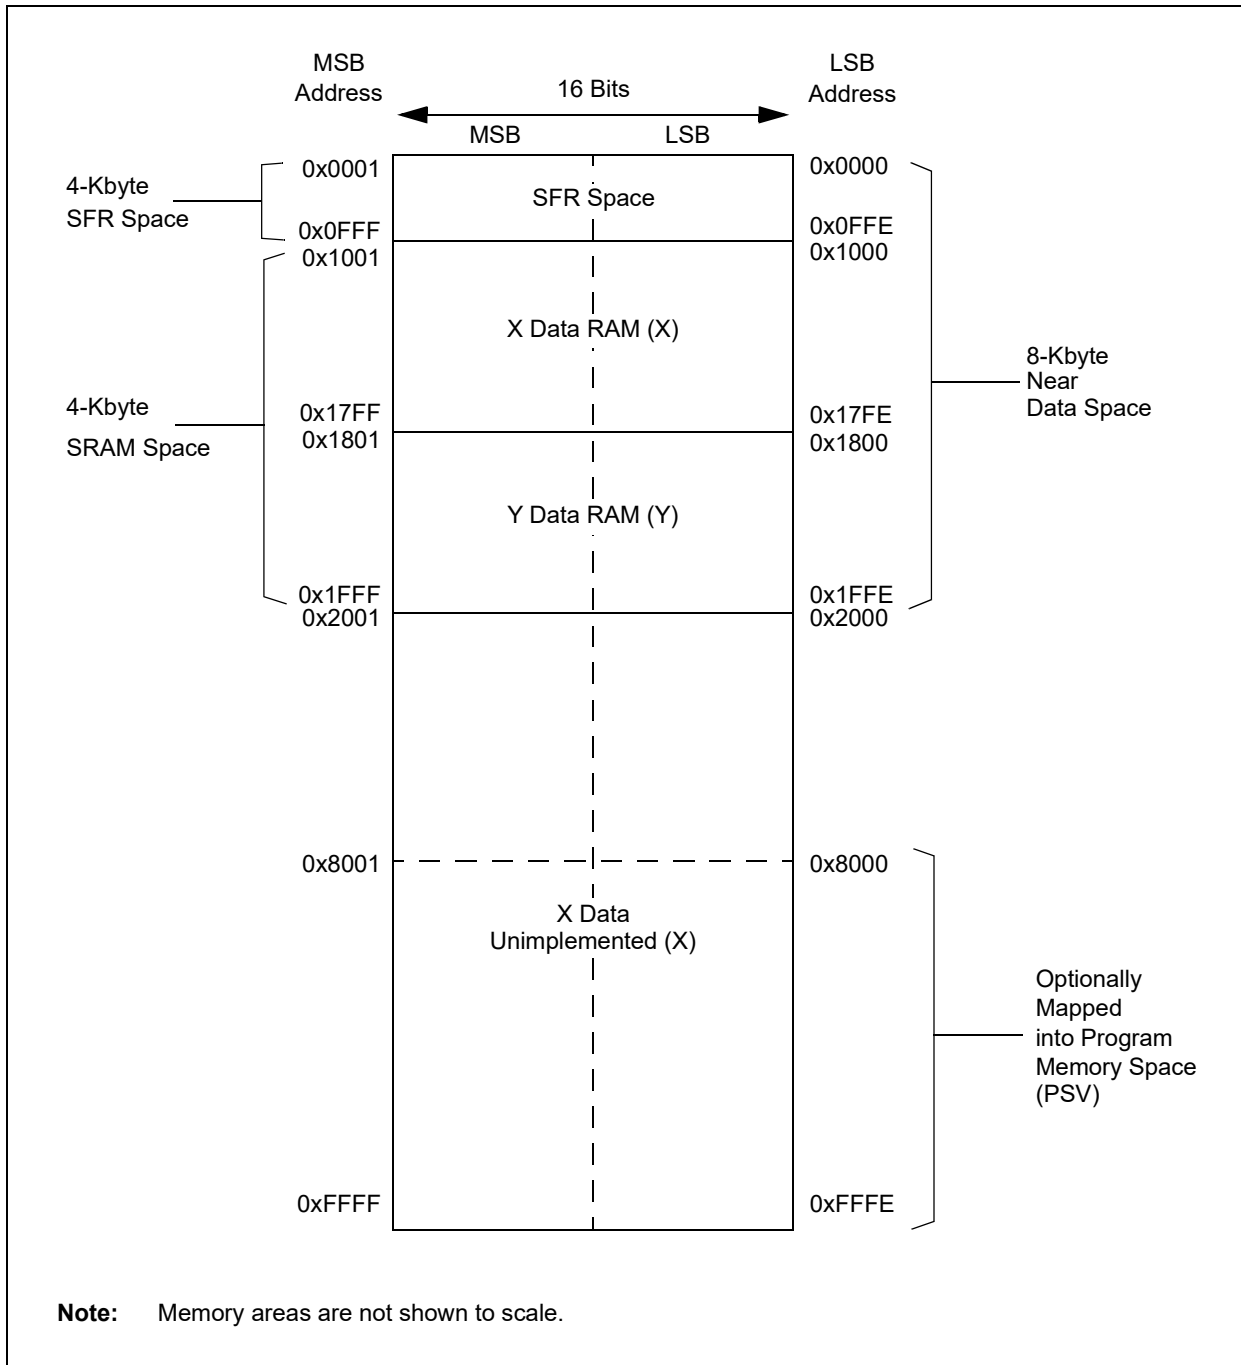 MSB
Address
LSB
Address
16 Bits
MSB
LSB
0x0001
0x0000
4-Kbyte
SFR Space
SFR Space
0x0FFF
0x0FFE
0x1001
0x1000
X Data RAM (X)
8-Kbyte
Near
Data Space
4-Kbyte
SRAM Space
0x17FF
0x17FE
0x1801
0x1800
Y Data RAM (Y)
0x1FFF
0x1FFE
0x2001
0x2000
0x8001
0x8000
X Data
Unimplemented (X)
Optionally
Mapped
into Program
Memory Space
(PSV)
0xFFFF
0xFFFE
Note: Memory areas are not shown to scale.